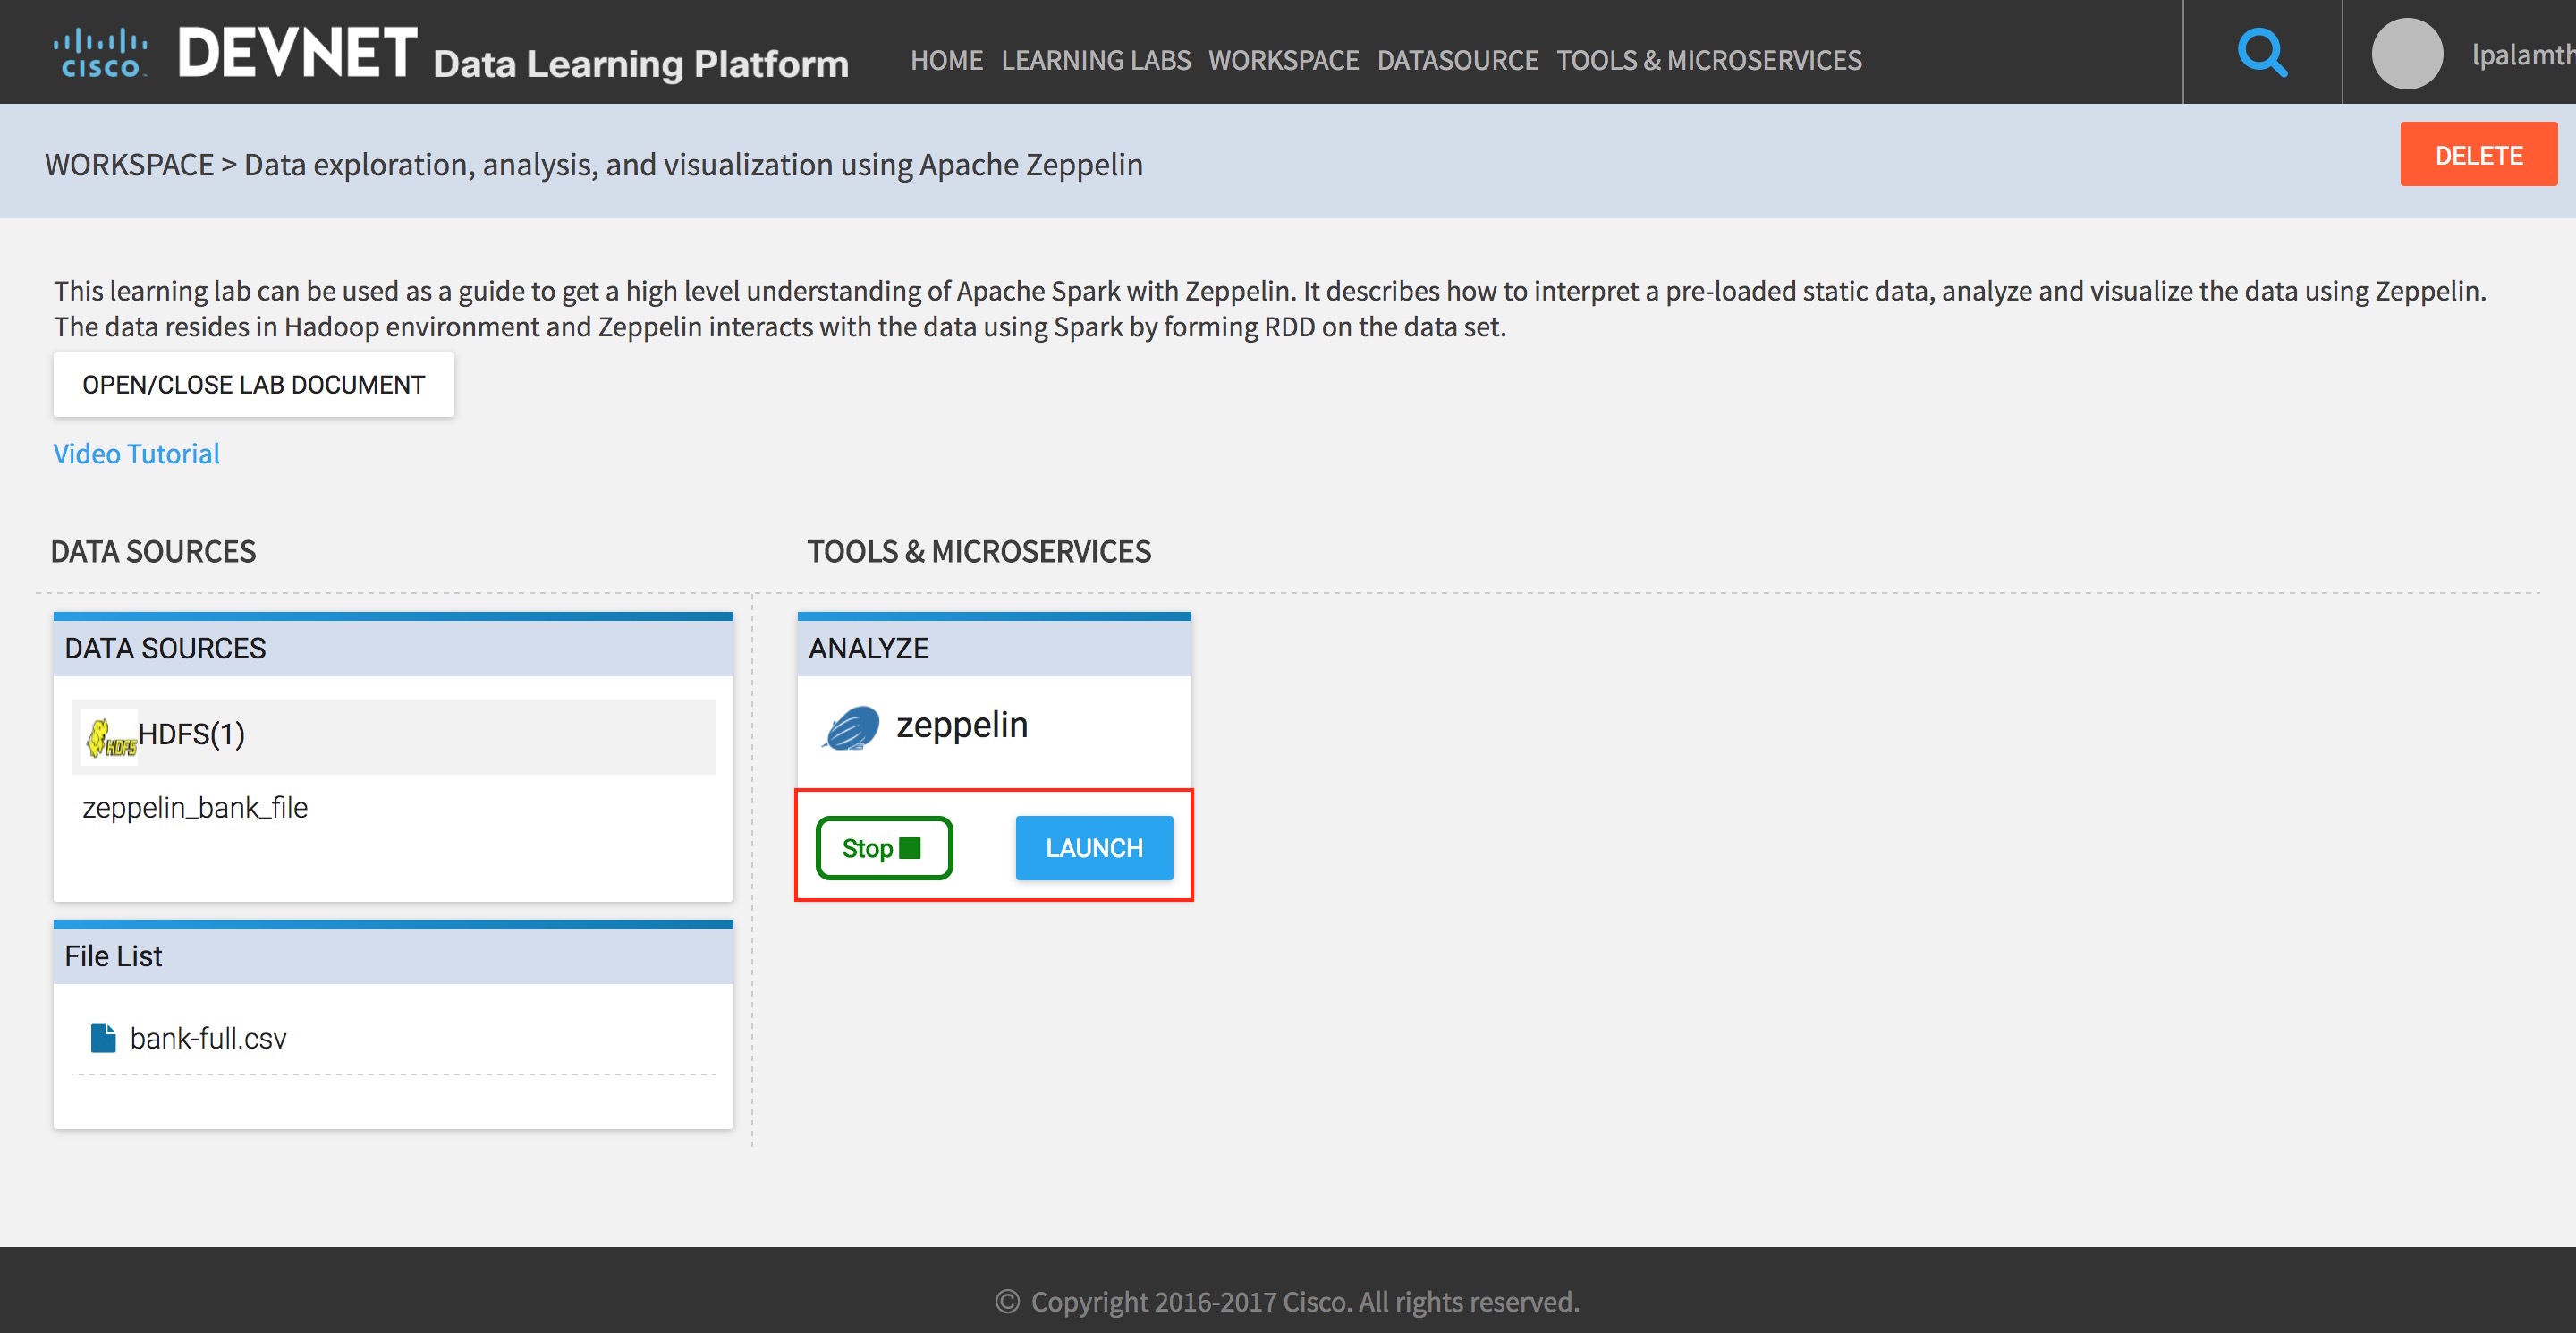 CISCO
DEVNET Data Learning Platform
HOME LEARNING LABS WORKSPACE DATASOURCE TOOLS & MICROSERVICES
lpalamth
WORKSPACE > Data exploration, analysis, and visualization using Apache Zeppelin
DELETE
This learning lab can be used as a guide to get a high level understanding of Apache Spark with Zeppelin. It describes how to interpret a pre-loaded static data, analyze and visualize the data using Zeppelin.
The data resides in Hadoop environment and Zeppelin interacts with the data using Spark by forming RDD on the data set.
OPEN/CLOSE LAB DOCUMENT
Video Tutorial
DATA SOURCES
TOOLS & MICROSERVICES
DATA SOURCES
HDFS
HDFS(1)
zeppelin_bank_file
File List
bank-full.csv
ANALYZE
zeppelin
Stop
LAUNCH
© Copyright 2016-2017 Cisco. All rights reserved.